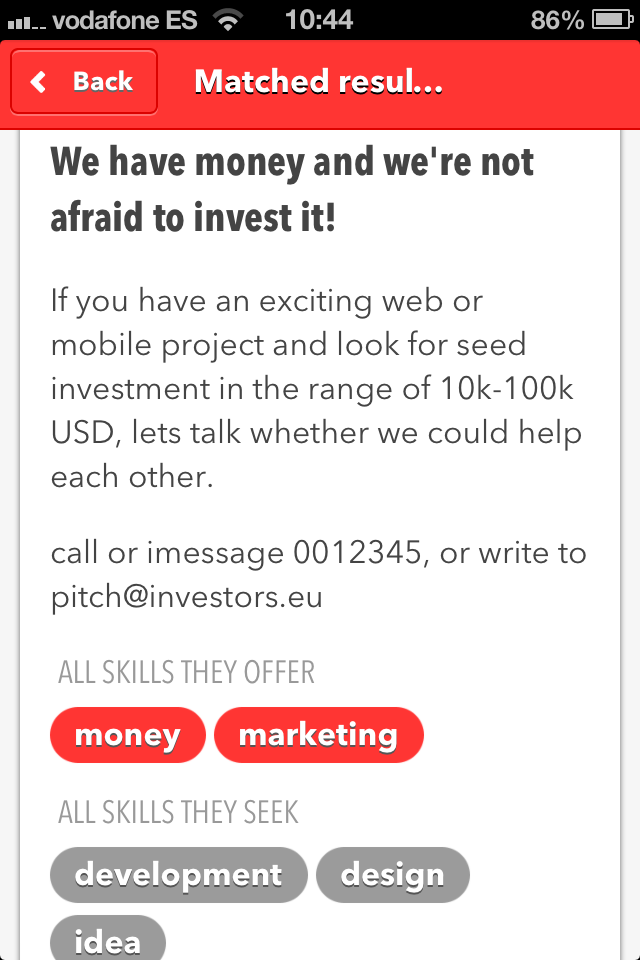 vodafone ES 10:44 86%
Back Matched resul...
We have money and we're not
afraid to invest it!
If you have an exciting web or
mobile project and look for seed
investment in the range of 10k-100k
USD, lets talk whether we could help
each other.
call or imessage 0012345, or write to
pitch@investors.eu
ALL SKILLS THEY OFFER
money marketing
ALL SKILLS THEY SEEK
development design
idea